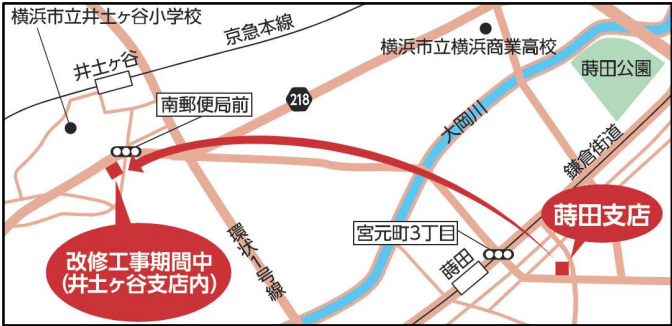 横浜市立井土ヶ谷小学校
京急本線
横浜市立横浜商業高校
井土ヶ谷
蒔田公園
南郵便局前
218
大岡川
鎌倉街道
蒔田支店
環状1号線
宮元町3丁目
改修工事期間中
(井土ヶ谷支店内)
蒔田